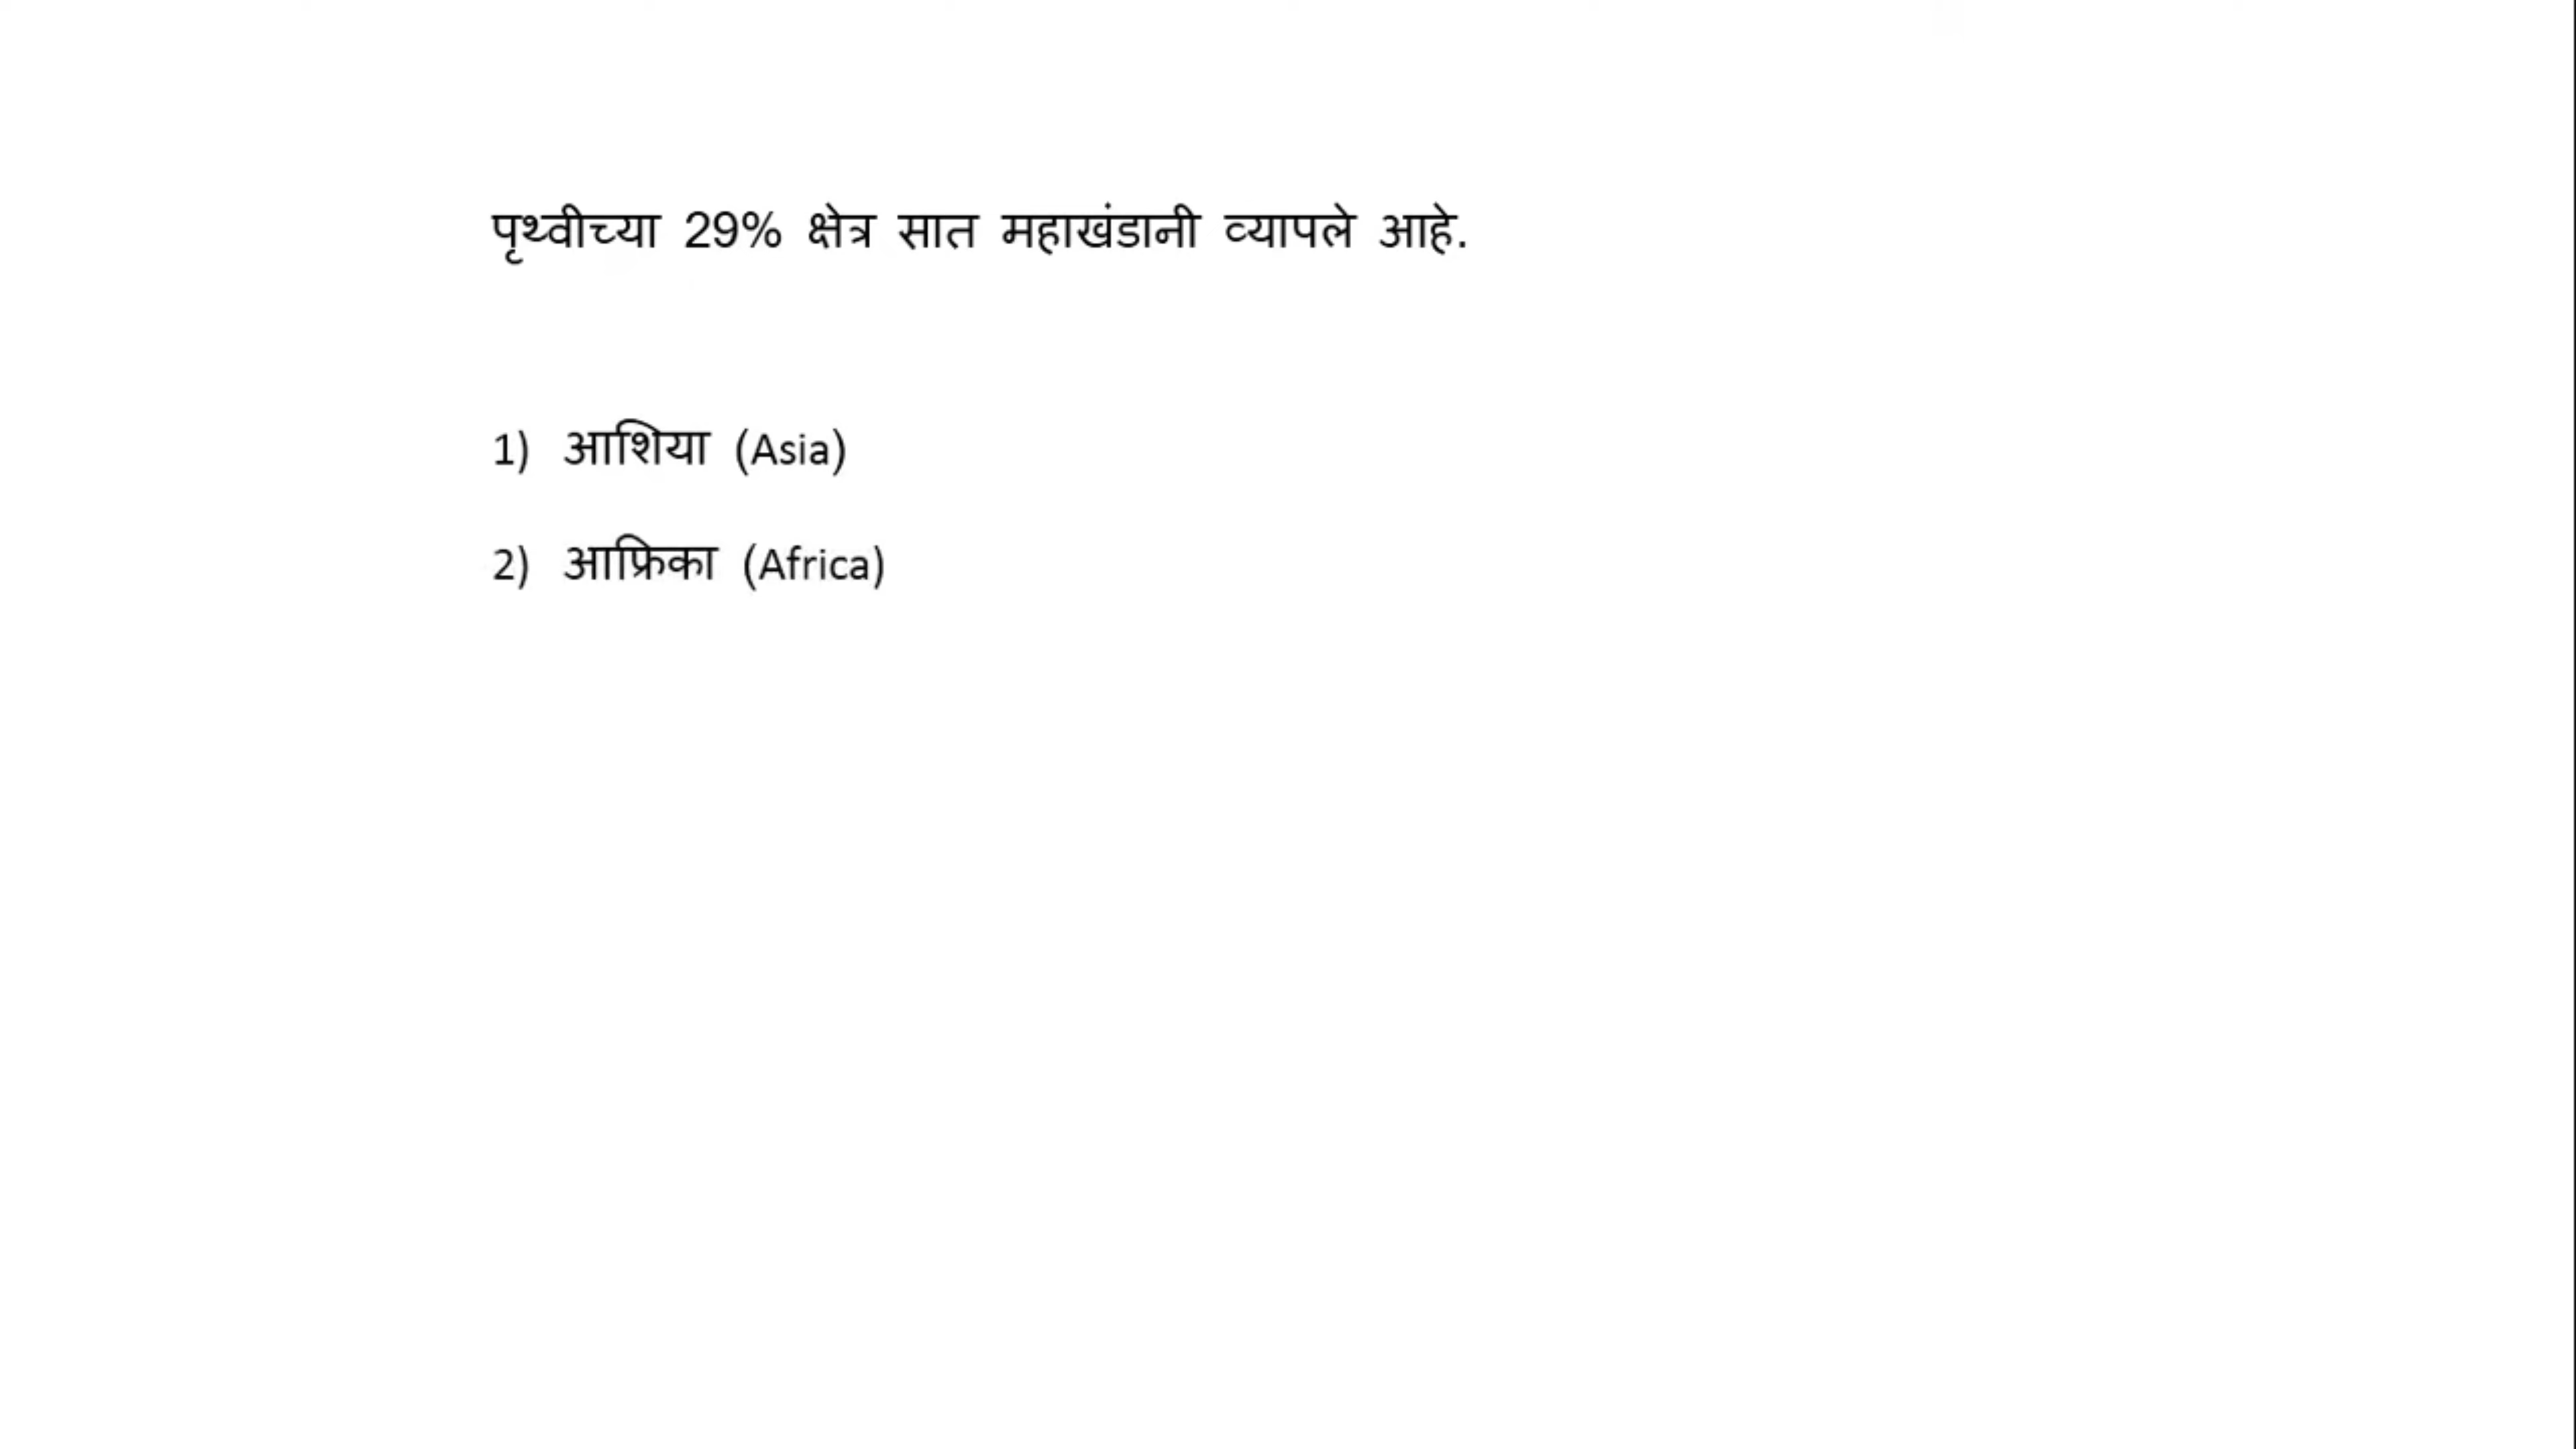 पृथ्वीच्या 29% क्षेत्र सात महाखंडानी व्यापले आहे.
1) आशिया (Asia)
2) आफ्रिका (Africa)